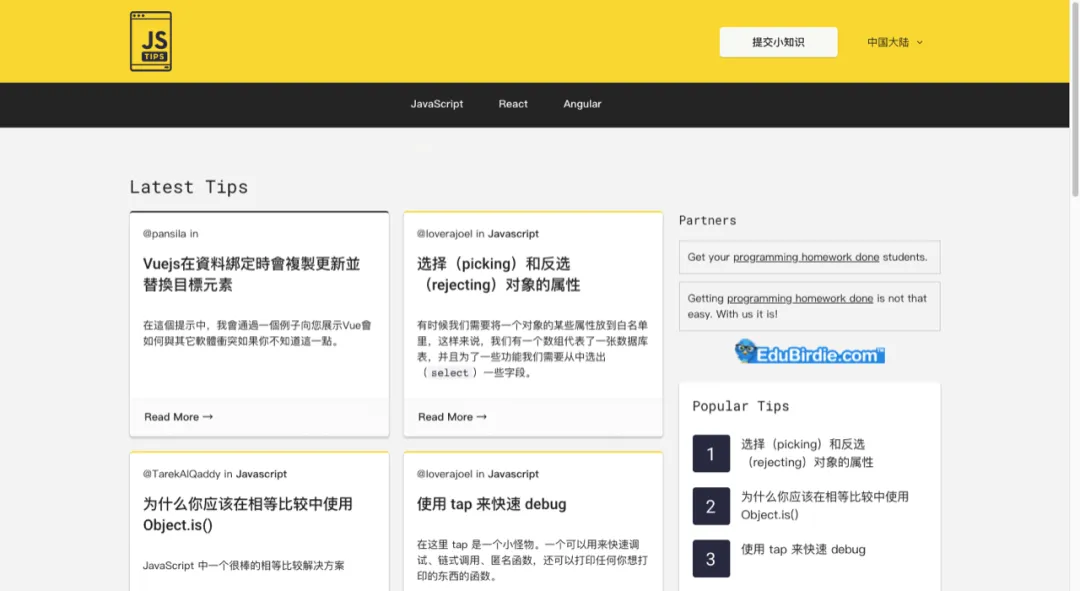 JS
TIPS
提交小知识
中国大陆
JavaScript
React
Angular
Latest Tips
@pansila in
Vuejs在資料綁定時會複製更新並
替換目標元素
在這個提示中，我會通過一個例子向您展示Vue會
如何與其它軟體衝突如果你不知道這一點。
Read More →
@loverajoel in Javascript
选择（picking）和反选
（rejecting）对象的属性
有时候我们需要将一个对象的某些属性放到白名单
里，这样来说，我们有一个数组代表了一张数据库
表，并且为了一些功能我们需要从中选出
（ select ）一些字段。
Read More →
@TarekAlQaddy in Javascript
为什么你应该在相等比较中使用
Object.is()
JavaScript 中一个很棒的相等比较解决方案
@loverajoel in Javascript
使用 tap 来快速 debug
在这里 tap 是一个小怪物。一个可以用来快速调
试、链式调用、匿名函数，还可以打印任何你想打
印的东西的函数。
Partners
Get your programming homework done students.
Getting programming homework done is not that
easy. With us it is!
EduBirdie.com™
Popular Tips
1
选择（picking）和反选
（rejecting）对象的属性
2
为什么你应该在相等比较中使用
Object.is()
3
使用 tap 来快速 debug